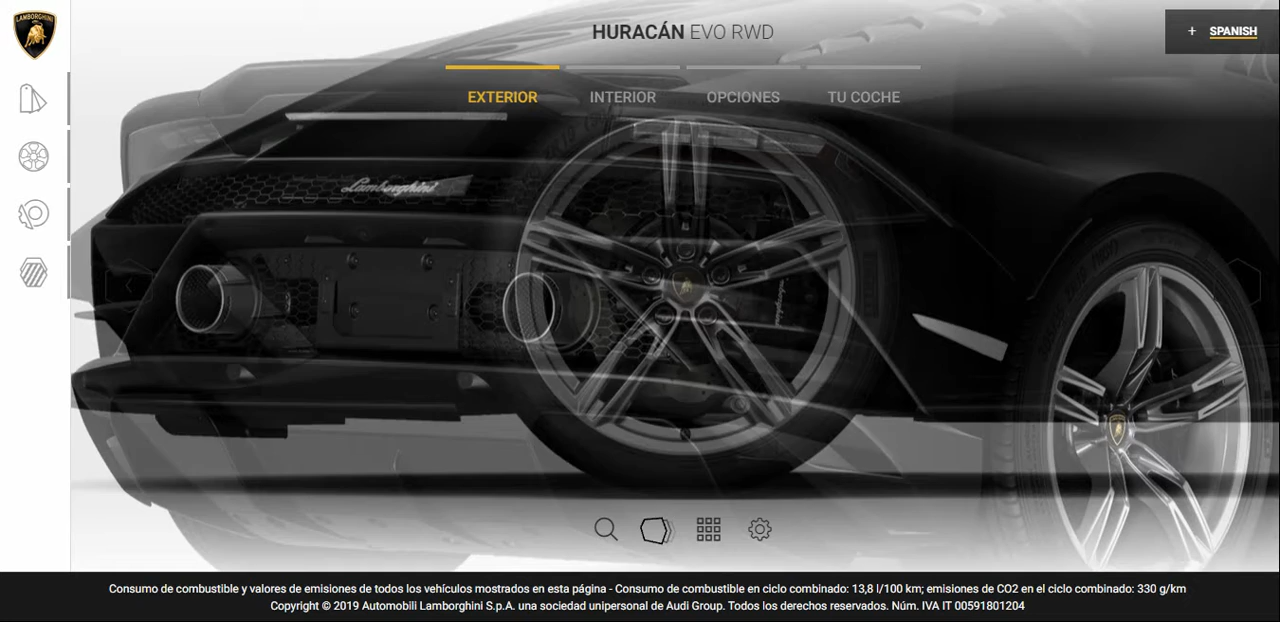 LAMBORGHINI
HURACÁN EVO RWD
+ SPANISH
EXTERIOR
INTERIOR
OPCIONES
TU COCHE
Lamborghini
Consumo de combustible y valores de emisiones de todos los vehículos mostrados en esta página - Consumo de combustible en ciclo combinado: 13,8 l/100 km; emisiones de CO2 en el ciclo combinado: 330 g/km
Copyright © 2019 Automobili Lamborghini S.p.A. una sociedad unipersonal de Audi Group. Todos los derechos reservados. Núm. IVA IT 00591801204